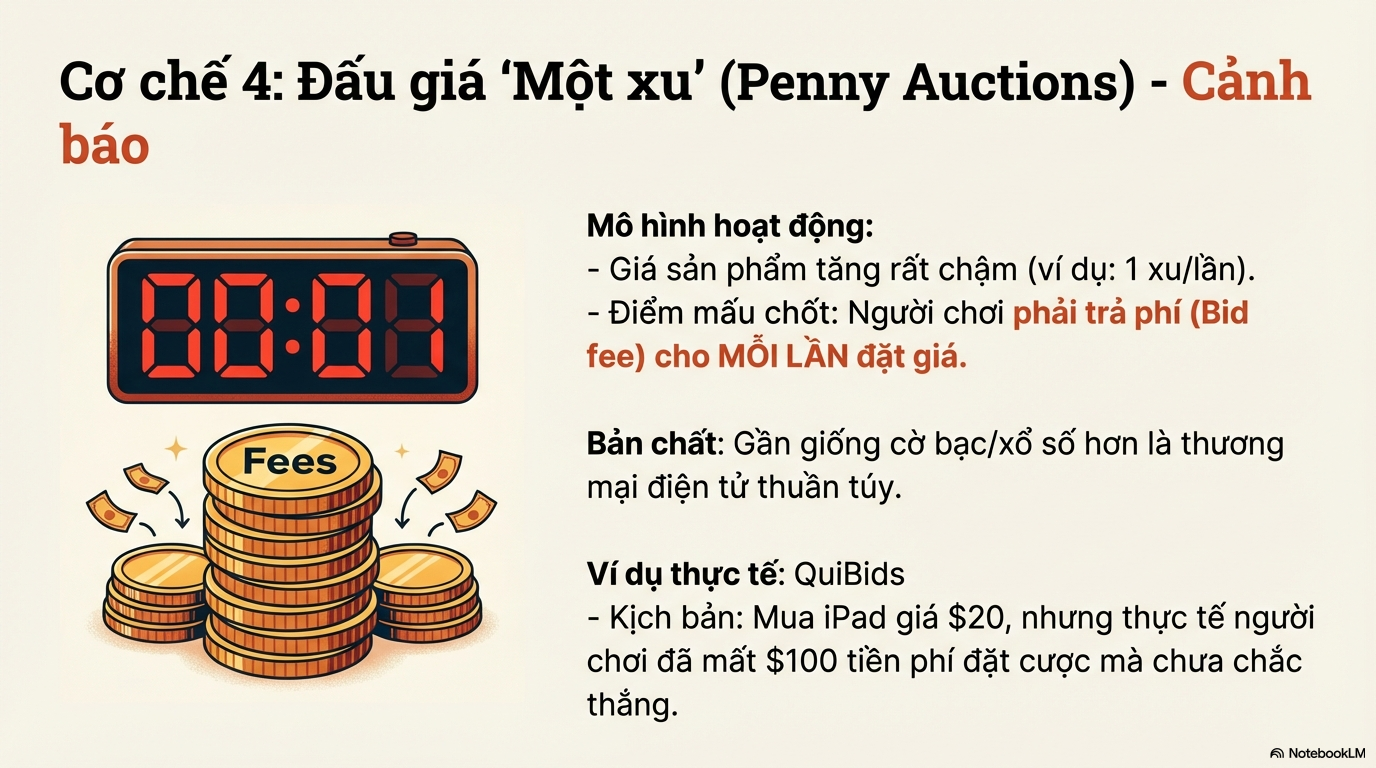 Cơ chế 4: Đấu giá ‘Một xu’ (Penny Auctions) - Cảnh
báo
00:01
Fees
Mô hình hoạt động:
- Giá sản phẩm tăng rất chậm (ví dụ: 1 xu/lần).
- Điểm mấu chốt: Người chơi phải trả phí (Bid
fee) cho MỖI LẦN đặt giá.
Bản chất: Gần giống cờ bạc/xổ số hơn là thương
mại điện tử thuần túy.
Ví dụ thực tế: QuiBids
- Kịch bản: Mua iPad giá $20, nhưng thực tế người
chơi đã mất $100 tiền phí đặt cược mà chưa chắc
thắng.
NotebookLM